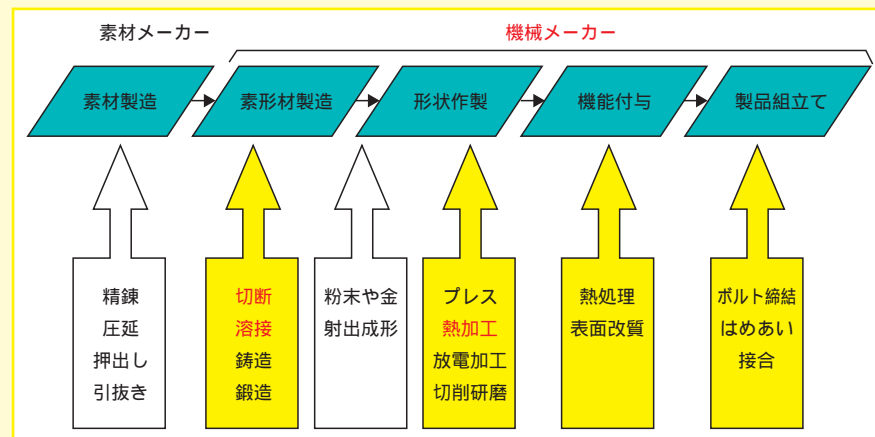 素材メーカー
機械メーカー
素材製造
素形材製造
形状作製
機能付与
製品組立て
精錬
圧延
押出し
引抜き
切断
溶接
鋳造
鍛造
粉末や金
射出成形
プレス
熱加工
放電加工
切削研磨
熱処理
表面改質
ボルト締結
はめあい
接合